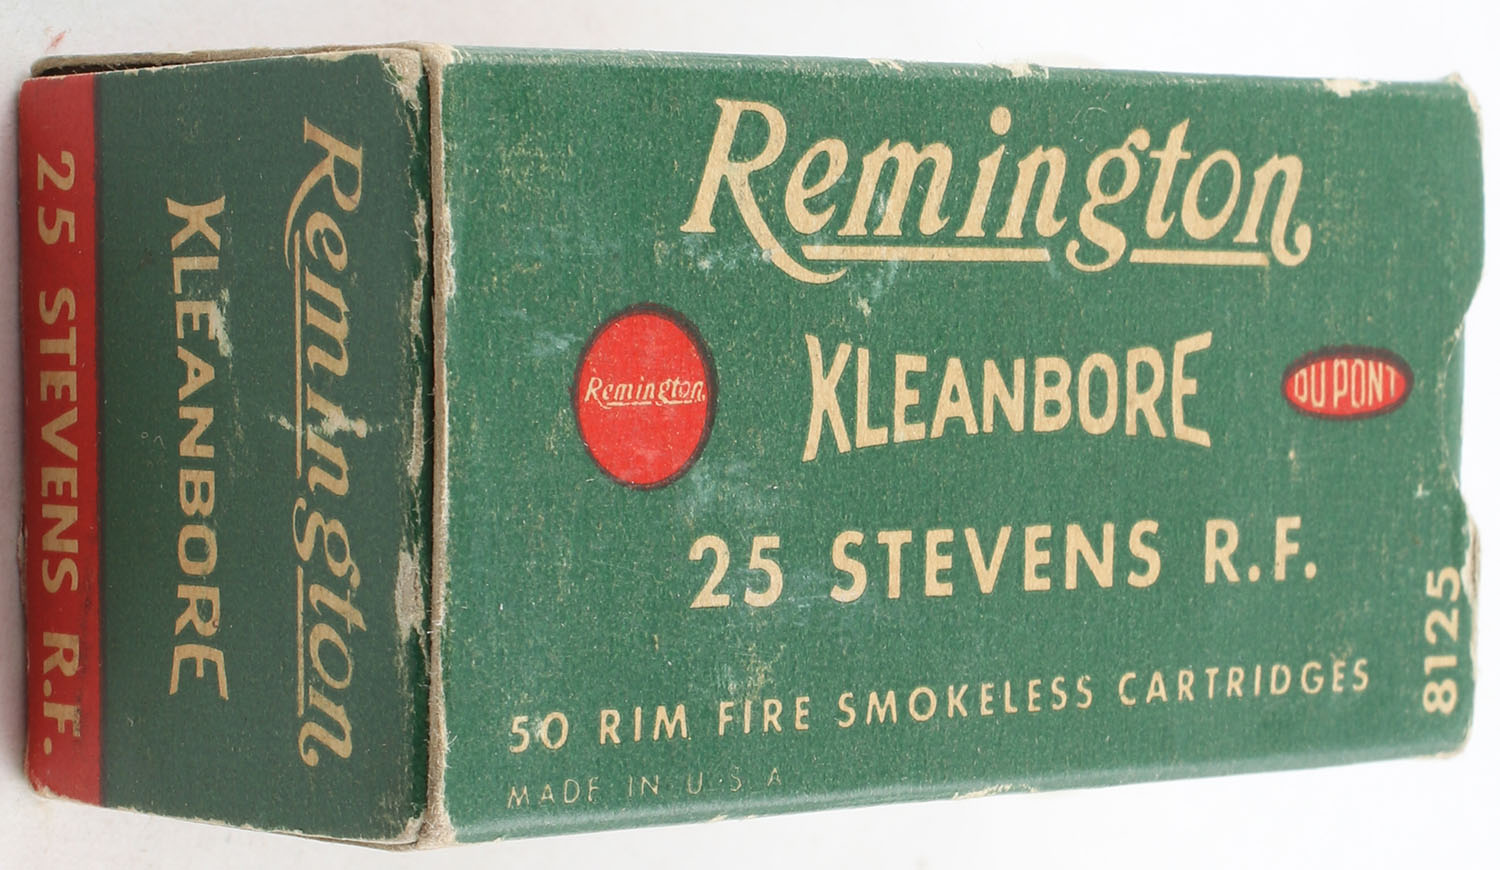 Remington
KLEANBORE
25 STEVENS R.F.
Remington
Remington
KLEANBORE
DU PONT
25 STEVENS R.F.
50 RIM FIRE SMOKELESS CARTRIDGES
MADE IN U S A
8125